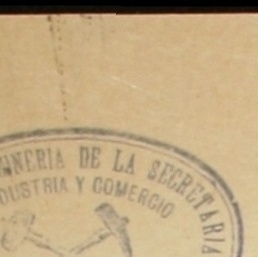 INERIA DE LA SECRETARIA
DUSTRIA Y COMERCIO